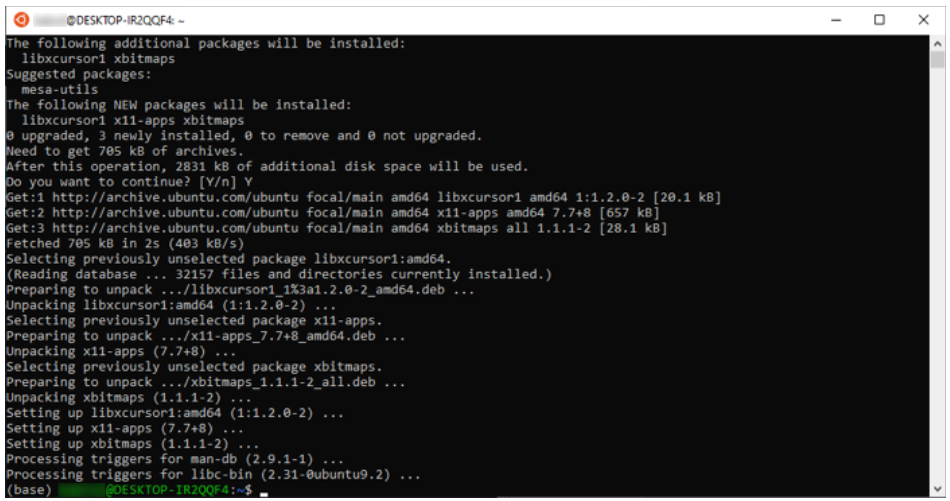 @DESKTOP-IR2QQF4: ~
The following additional packages will be installed:
  libxcursor1 xbitmaps
Suggested packages:
  mesa-utils
The following NEW packages will be installed:
  libxcursor1 x11-apps xbitmaps
0 upgraded, 3 newly installed, 0 to remove and 0 not upgraded.
Need to get 705 kB of archives.
After this operation, 2831 kB of additional disk space will be used.
Do you want to continue? [Y/n] Y
Get:1 http://archive.ubuntu.com/ubuntu focal/main amd64 libxcursor1 amd64 1:1.2.0-2 [20.1 kB]
Get:2 http://archive.ubuntu.com/ubuntu focal/main amd64 x11-apps amd64 7.7+8 [657 kB]
Get:3 http://archive.ubuntu.com/ubuntu focal/main amd64 xbitmaps all 1.1.1-2 [28.1 kB]
Fetched 705 kB in 2s (403 kB/s)
Selecting previously unselected package libxcursor1:amd64.
(Reading database ... 32157 files and directories currently installed.)
Preparing to unpack .../libxcursor1_1%3a1.2.0-2_amd64.deb ...
Unpacking libxcursor1:amd64 (1:1.2.0-2) ...
Selecting previously unselected package x11-apps.
Preparing to unpack .../x11-apps_7.7+8_amd64.deb ...
Unpacking x11-apps (7.7+8) ...
Selecting previously unselected package xbitmaps.
Preparing to unpack .../xbitmaps_1.1.1-2_all.deb ...
Unpacking xbitmaps (1.1.1-2) ...
Setting up libxcursor1:amd64 (1:1.2.0-2) ...
Setting up x11-apps (7.7+8) ...
Setting up xbitmaps (1.1.1-2) ...
Processing triggers for man-db (2.9.1-1) ...
Processing triggers for libc-bin (2.31-0ubuntu9.2) ...
(base) @DESKTOP-IR2QQF4:~$